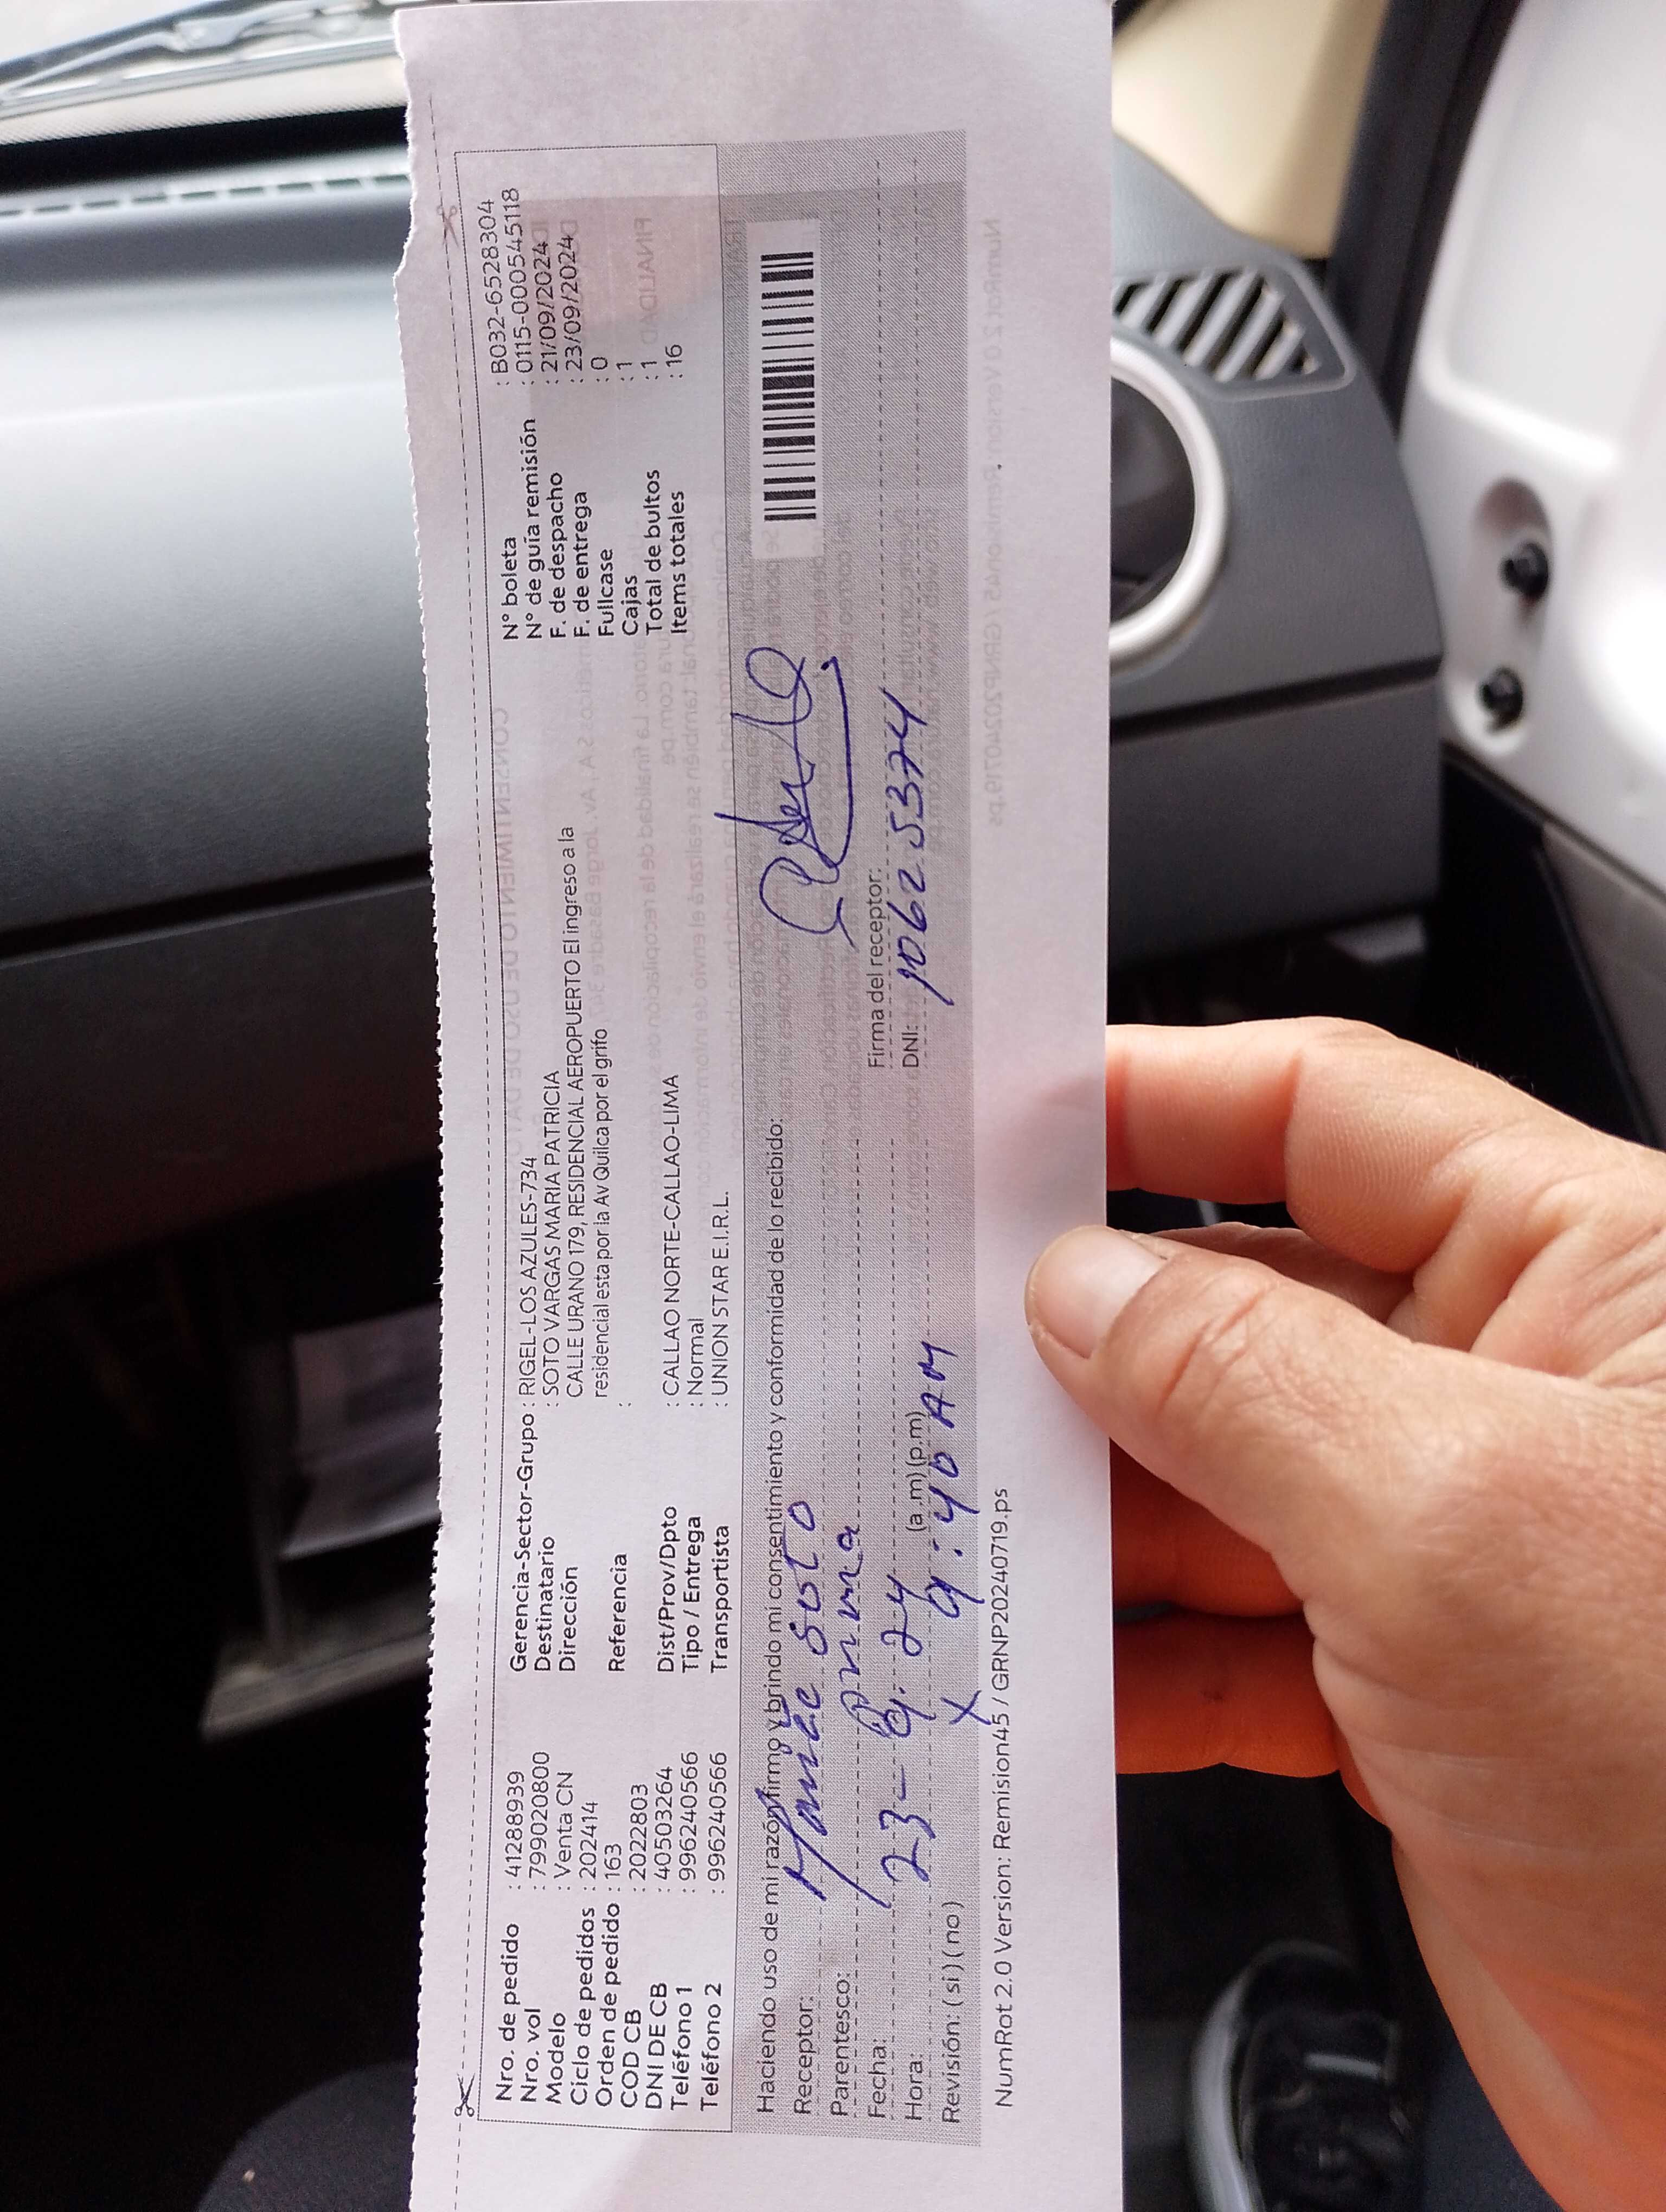 Nro. de pedido : 41288939
Nro. vol : 799020800
Modelo : Venta CN
Ciclo de pedidos : 202414
Orden de pedido : 163
COD CB : 2022803
DNI DE CB : 40503264
Teléfono 1 : 996240566
Teléfono 2 : 996240566
Gerencia-Sector-Grupo : RIGEL-LOS AZULES-734
Destinatario : SOTO VARGAS MARIA PATRICIA
Dirección CALLE URANO 179, RESIDENCIAL AEROPUERTO El ingreso a la
residencial esta por la Av Quilca por el grifo
Referencia :
Dist/Prov/Dpto : CALLAO NORTE-CALLAO-LIMA
Tipo / Entrega : Normal
Transportista : UNION STAR E.I.R.L.
N° boleta : B032-6528304
N° de guía remisión : 0115-000545118
F. de despacho : 21/09/2024
F. de entrega : 23/09/2024
Fullcase : 0
Cajas : 1
Total de bultos : 1
Items totales : 16
Haciendo uso de mi razón firmo y brindo mi consentimiento y conformidad de lo recibido:
Receptor: Soto
Parentesco:
Fecha: 23-9-24
Hora: 9:40 AM (a.m)(p.m)
Revisión: (si)(no) X
Firma del receptor:
DNI: 10625374
NumRot 2.0 Version: Remision45 / GRNP20240719.ps